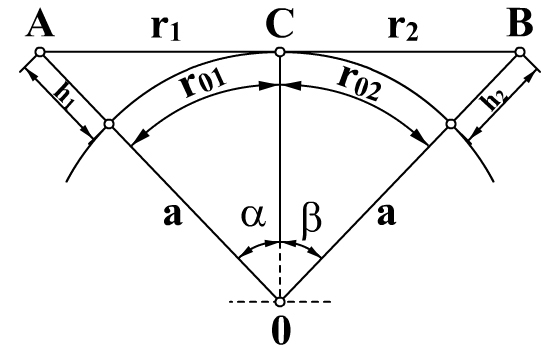 A r₁ C r₂ B
h₁ r₀₁ r₀₂ h₂
a α β a
0